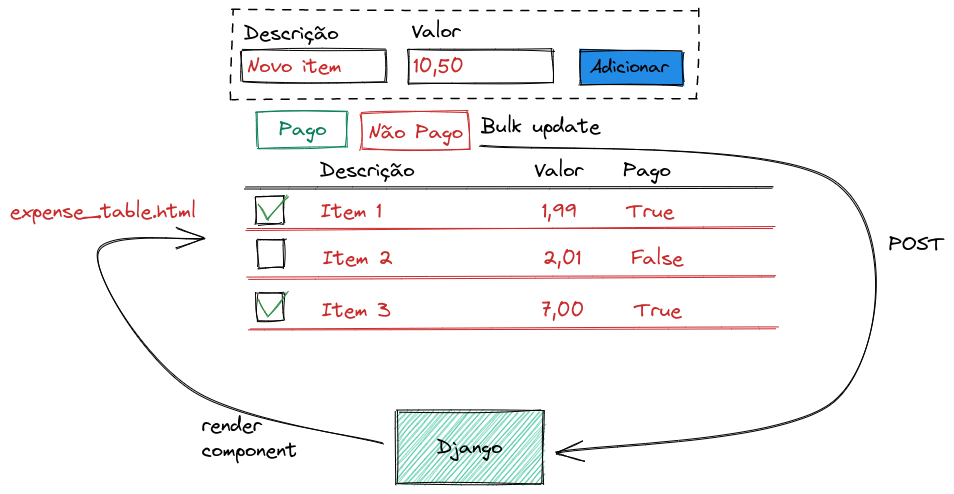 Descrição Valor
Novo item 10,50 Adicionar
Pago Não Pago Bulk update
Descrição Valor Pago
expense_table.html
Item 1 1,99 True
POST
Item 2 2,01 False
Item 3 7,00 True
render
component
Django